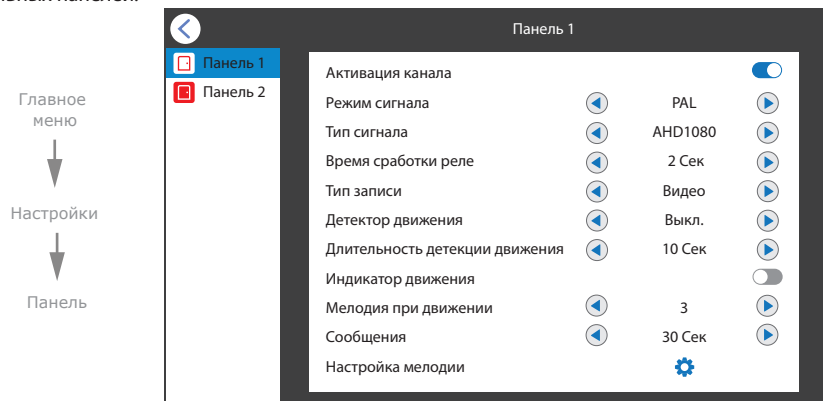 Панель 1
Главное
меню
Настройки
Панель
Панель 1
Панель 2
Активация канала
Режим сигнала PAL
Тип сигнала AHD1080
Время сработки реле 2 Сек
Тип записи Видео
Детектор движения Выкл.
Длительность детекции движения 10 Сек
Индикатор движения
Мелодия при движении 3
Сообщения 30 Сек
Настройка мелодии